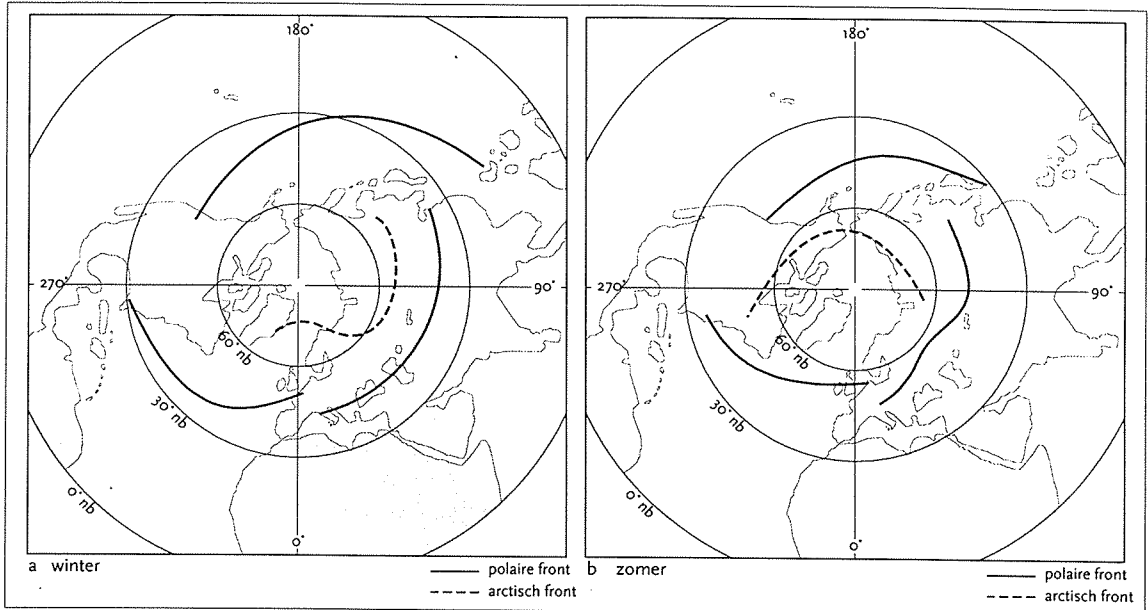 180°
270°
90°
60° nb
30° nb
0° nb
0°
a winter
polaire front
arctisch front
180°
270°
90°
60° nb
30° nb
0° nb
0°
b zomer
polaire front
arctisch front